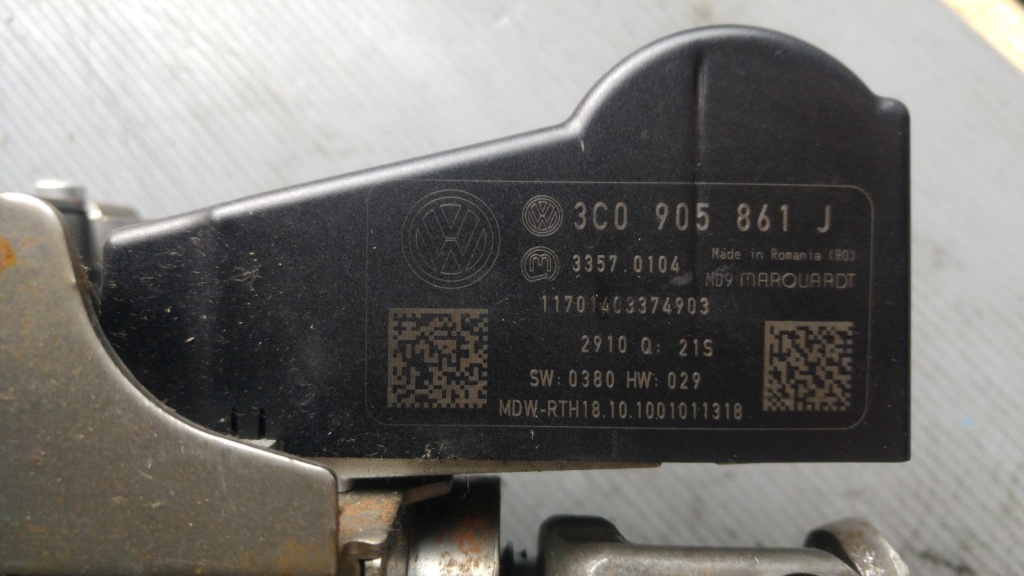 3C0 905 861 J
Made in Romania (RO)
3357.0104
MD9 MARQUARDT
11701403374903
2910 Q: 21S
SW: 0380 HW: 029
MDW-RTH18.10.1001011318